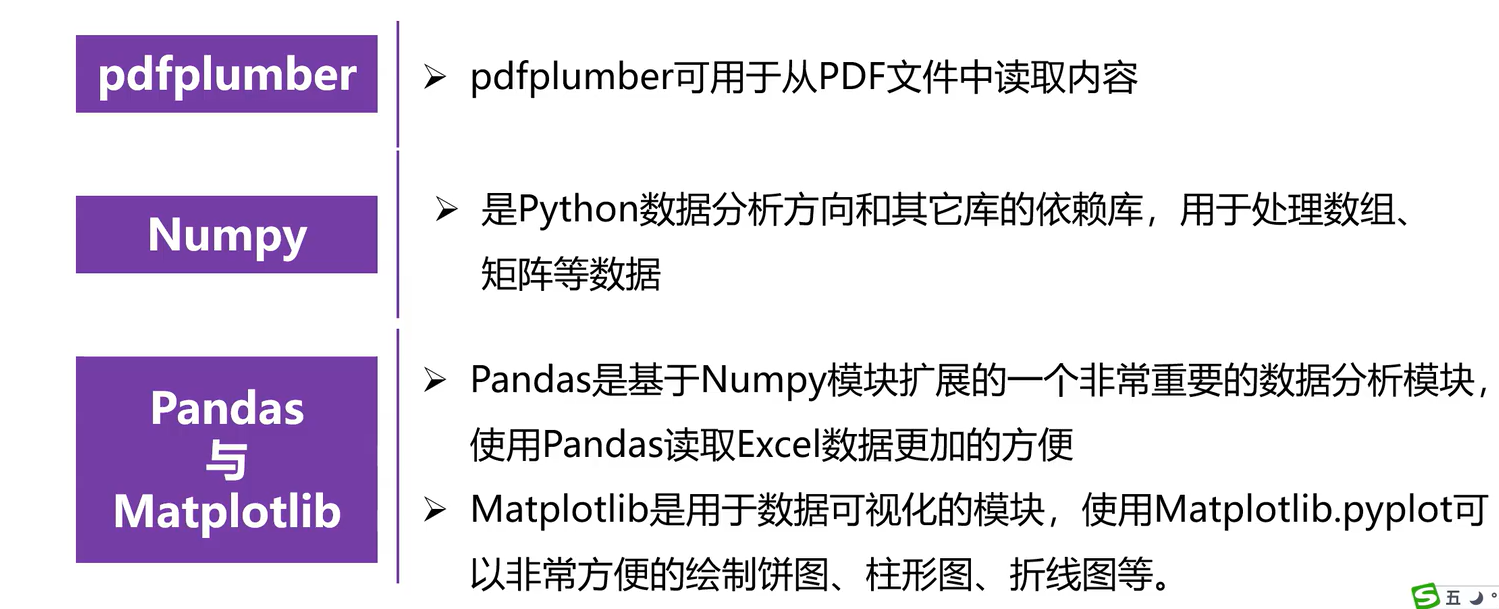 pdfplumber
➢ pdfplumber可用于从PDF文件中读取内容
Numpy
➢ 是Python数据分析方向和其它库的依赖库，用于处理数组、
矩阵等数据
Pandas
与
Matplotlib
➢ Pandas是基于Numpy模块扩展的一个非常重要的数据分析模块，
使用Pandas读取Excel数据更加的方便
➢ Matplotlib是用于数据可视化的模块，使用Matplotlib.pyplot可
以非常方便的绘制饼图、柱形图、折线图等。
S 五